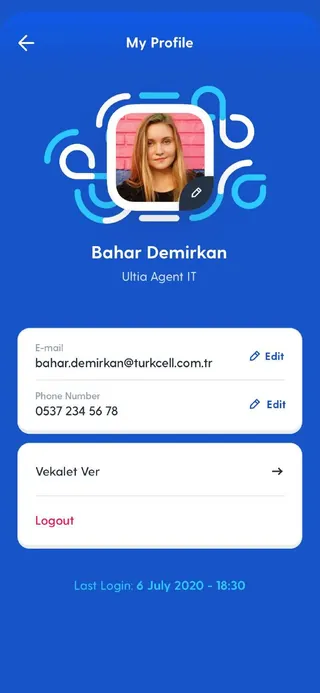 My Profile
Bahar Demirkan
Ultia Agent IT
E-mail
bahar.demirkan@turkcell.com.tr
Edit
Phone Number
0537 234 56 78
Edit
Vekalet Ver
Logout
Last Login: 6 July 2020 - 18:30